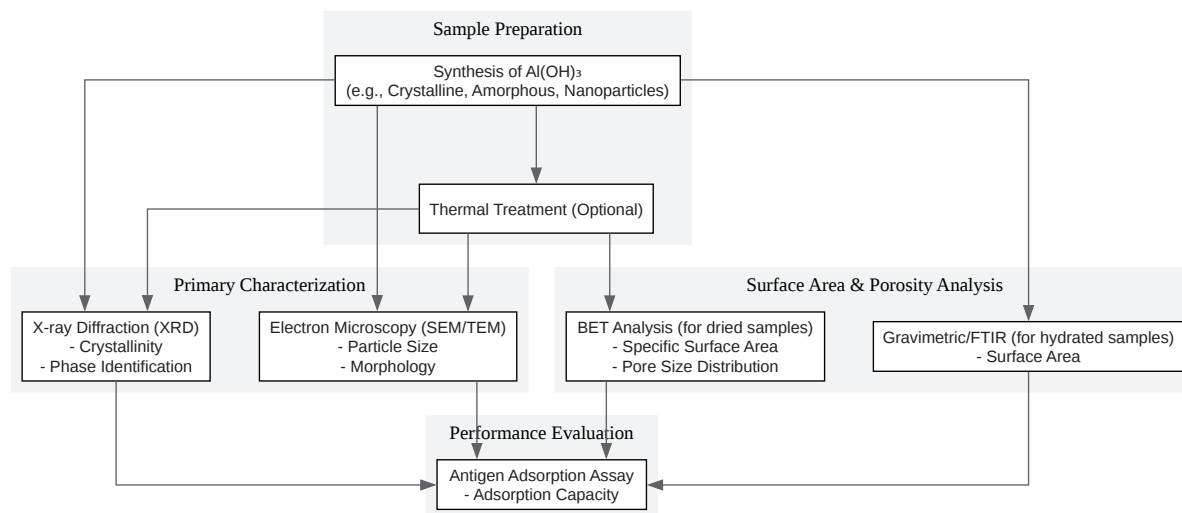 Sample Preparation
Synthesis of Al(OH)₃
(e.g., Crystalline, Amorphous, Nanoparticles)
Thermal Treatment (Optional)
Primary Characterization
Surface Area & Porosity Analysis
X-ray Diffraction (XRD)
- Crystallinity
- Phase Identification
Electron Microscopy (SEM/TEM)
- Particle Size
- Morphology
BET Analysis (for dried samples)
- Specific Surface Area
- Pore Size Distribution
Gravimetric/FTIR (for hydrated samples)
- Surface Area
Performance Evaluation
Antigen Adsorption Assay
- Adsorption Capacity